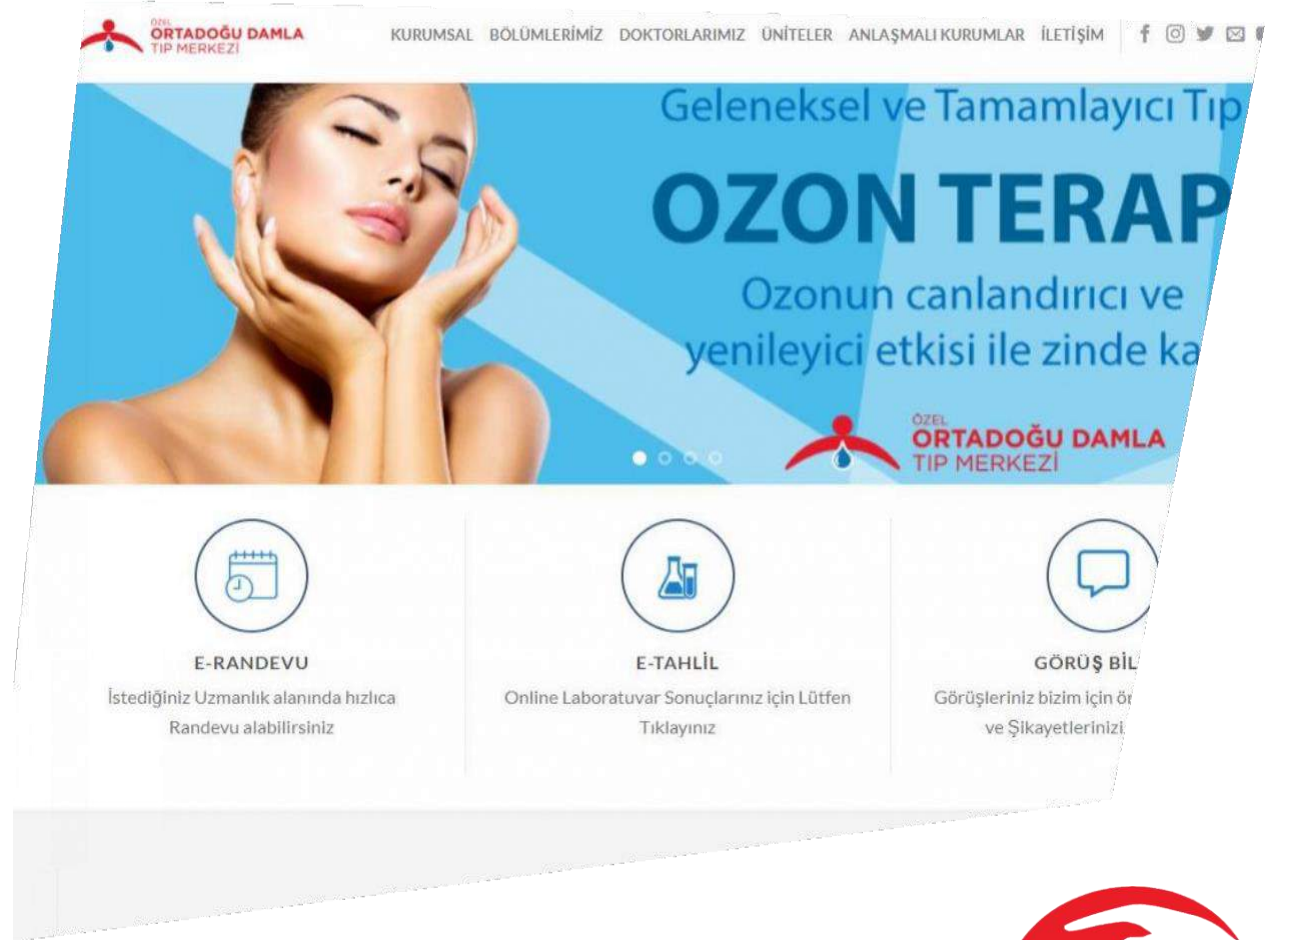 ÖZEL
ORTADOĞU DAMLA
TIP MERKEZİ
KURUMSAL BÖLÜMLERİMİZ DOKTORLARIMIZ ÜNİTELER ANLAŞMALI KURUMLAR İLETİŞİM
Geleneksel ve Tamamlayıcı Tıp
OZON TERAP
Ozonun canlandırıcı ve
yenileyici etkisi ile zinde ka
ÖZEL
ORTADOĞU DAMLA
TIP MERKEZİ
E-RANDEVU
İstediğiniz Uzmanlık alanında hızlıca
Randevu alabilirsiniz
E-TAHLİL
Online Laboratuvar Sonuçlarınız için Lütfen
Tıklayınız
GÖRÜŞ BİL
Görüşleriniz bizim için ör
ve Şikayetlerinizi